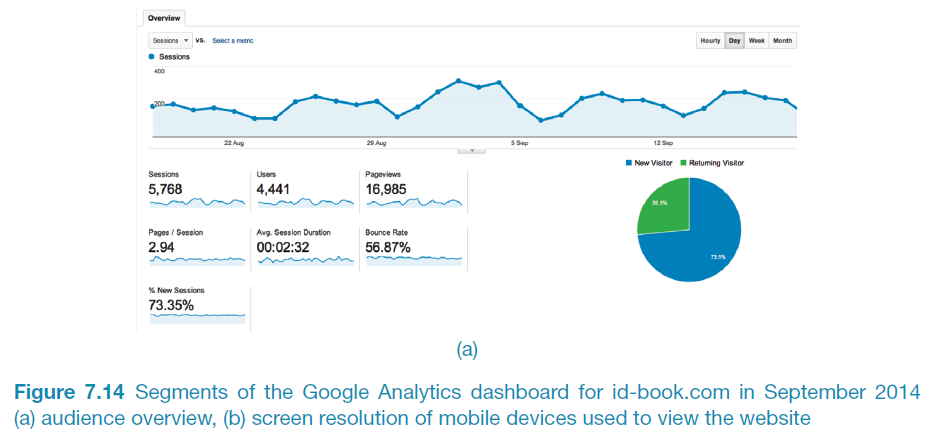 Overview
Sessions vs. Select a metric
Hourly Day Week Month
Sessions
400
200
22 Aug 29 Aug 5 Sep 12 Sep
New Visitor Returning Visitor
Sessions Users Pageviews
5,768 4,441 16,985
26.5%
Pages / Session Avg. Session Duration Bounce Rate
2.94 00:02:32 56.87%
73.5%
% New Sessions
73.35%
(a)
Figure 7.14 Segments of the Google Analytics dashboard for id-book.com in September 2014
(a) audience overview, (b) screen resolution of mobile devices used to view the website